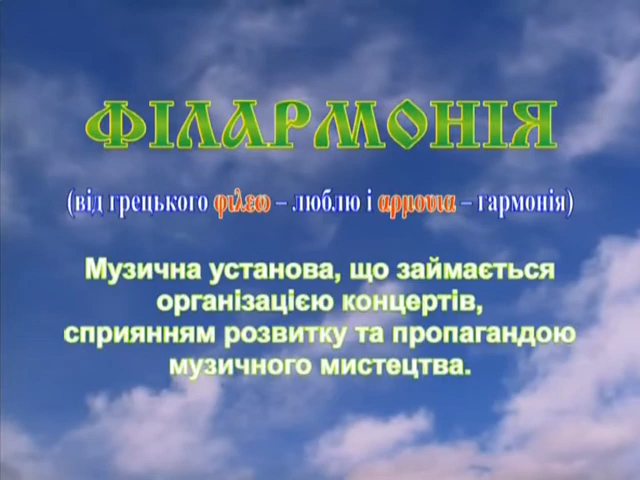 ФІЛАРМОНІЯ
(від грецького φιλεω – люблю і αρμονια – гармонія)
Музична установа, що займається
організацією концертів,
сприянням розвитку та пропагандою
музичного мистецтва.